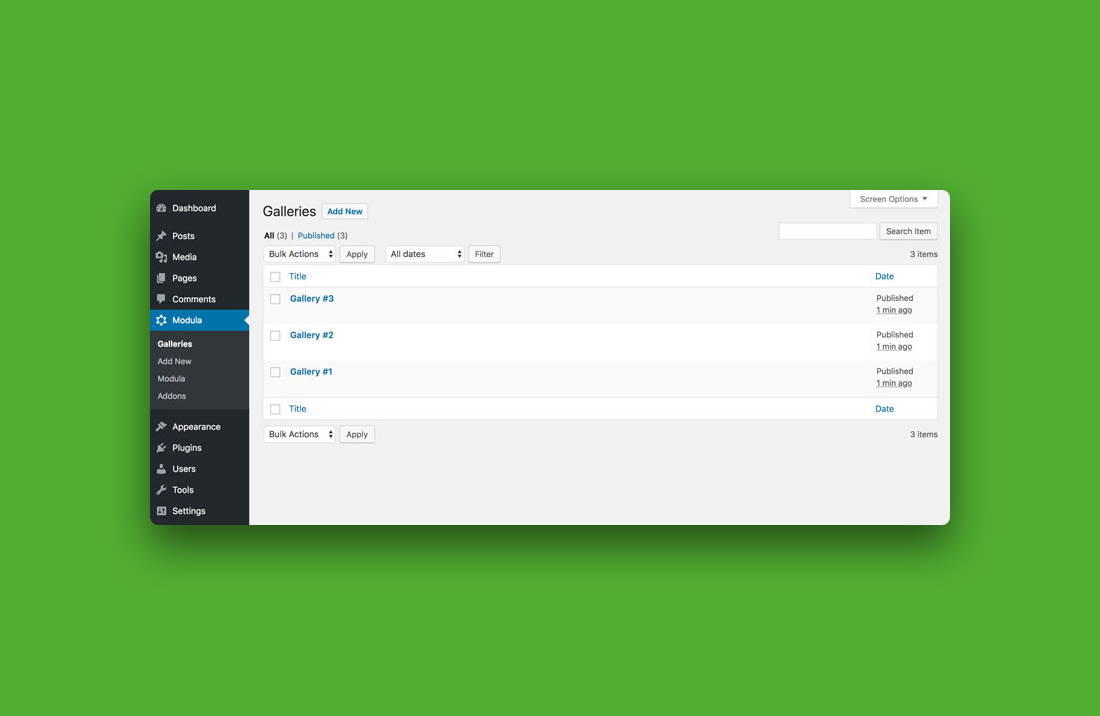 Dashboard
Posts
Media
Pages
Comments
Modula
Galleries
Add New
Modula
Addons
Appearance
Plugins
Users
Tools
Settings
Screen Options ▼
Galleries Add New
All (3) | Published (3)
Search Item
Bulk Actions Apply All dates Filter 3 items
Title Date
Gallery #3 Published
1 min ago
Gallery #2 Published
1 min ago
Gallery #1 Published
1 min ago
Title Date
Bulk Actions Apply 3 items